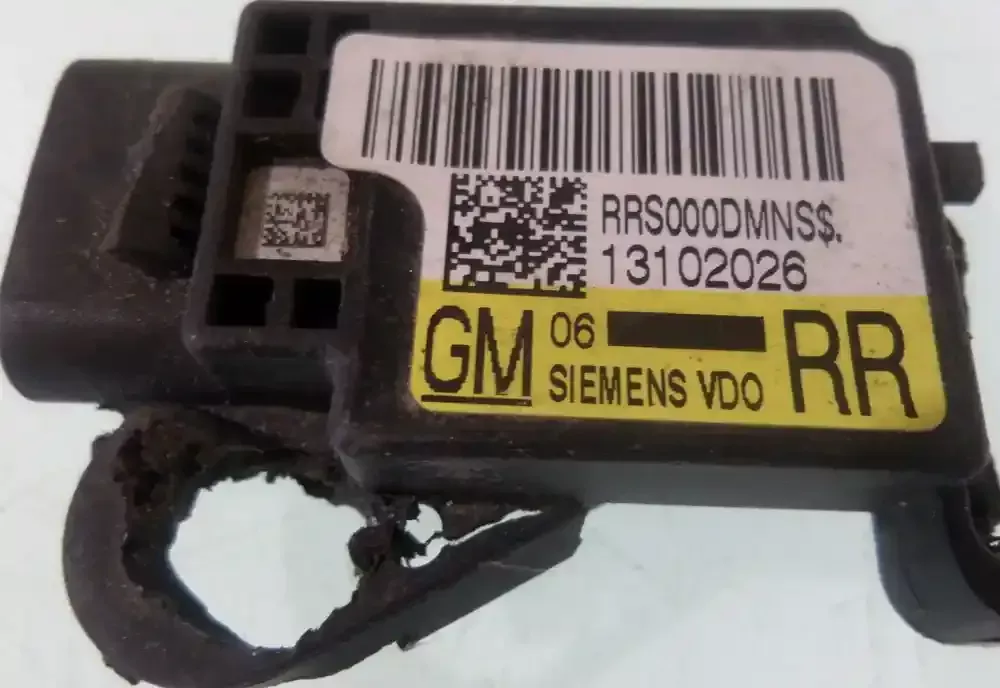 RRS000DMNS$.
13102026
GM 06 RR
SIEMENS VDO